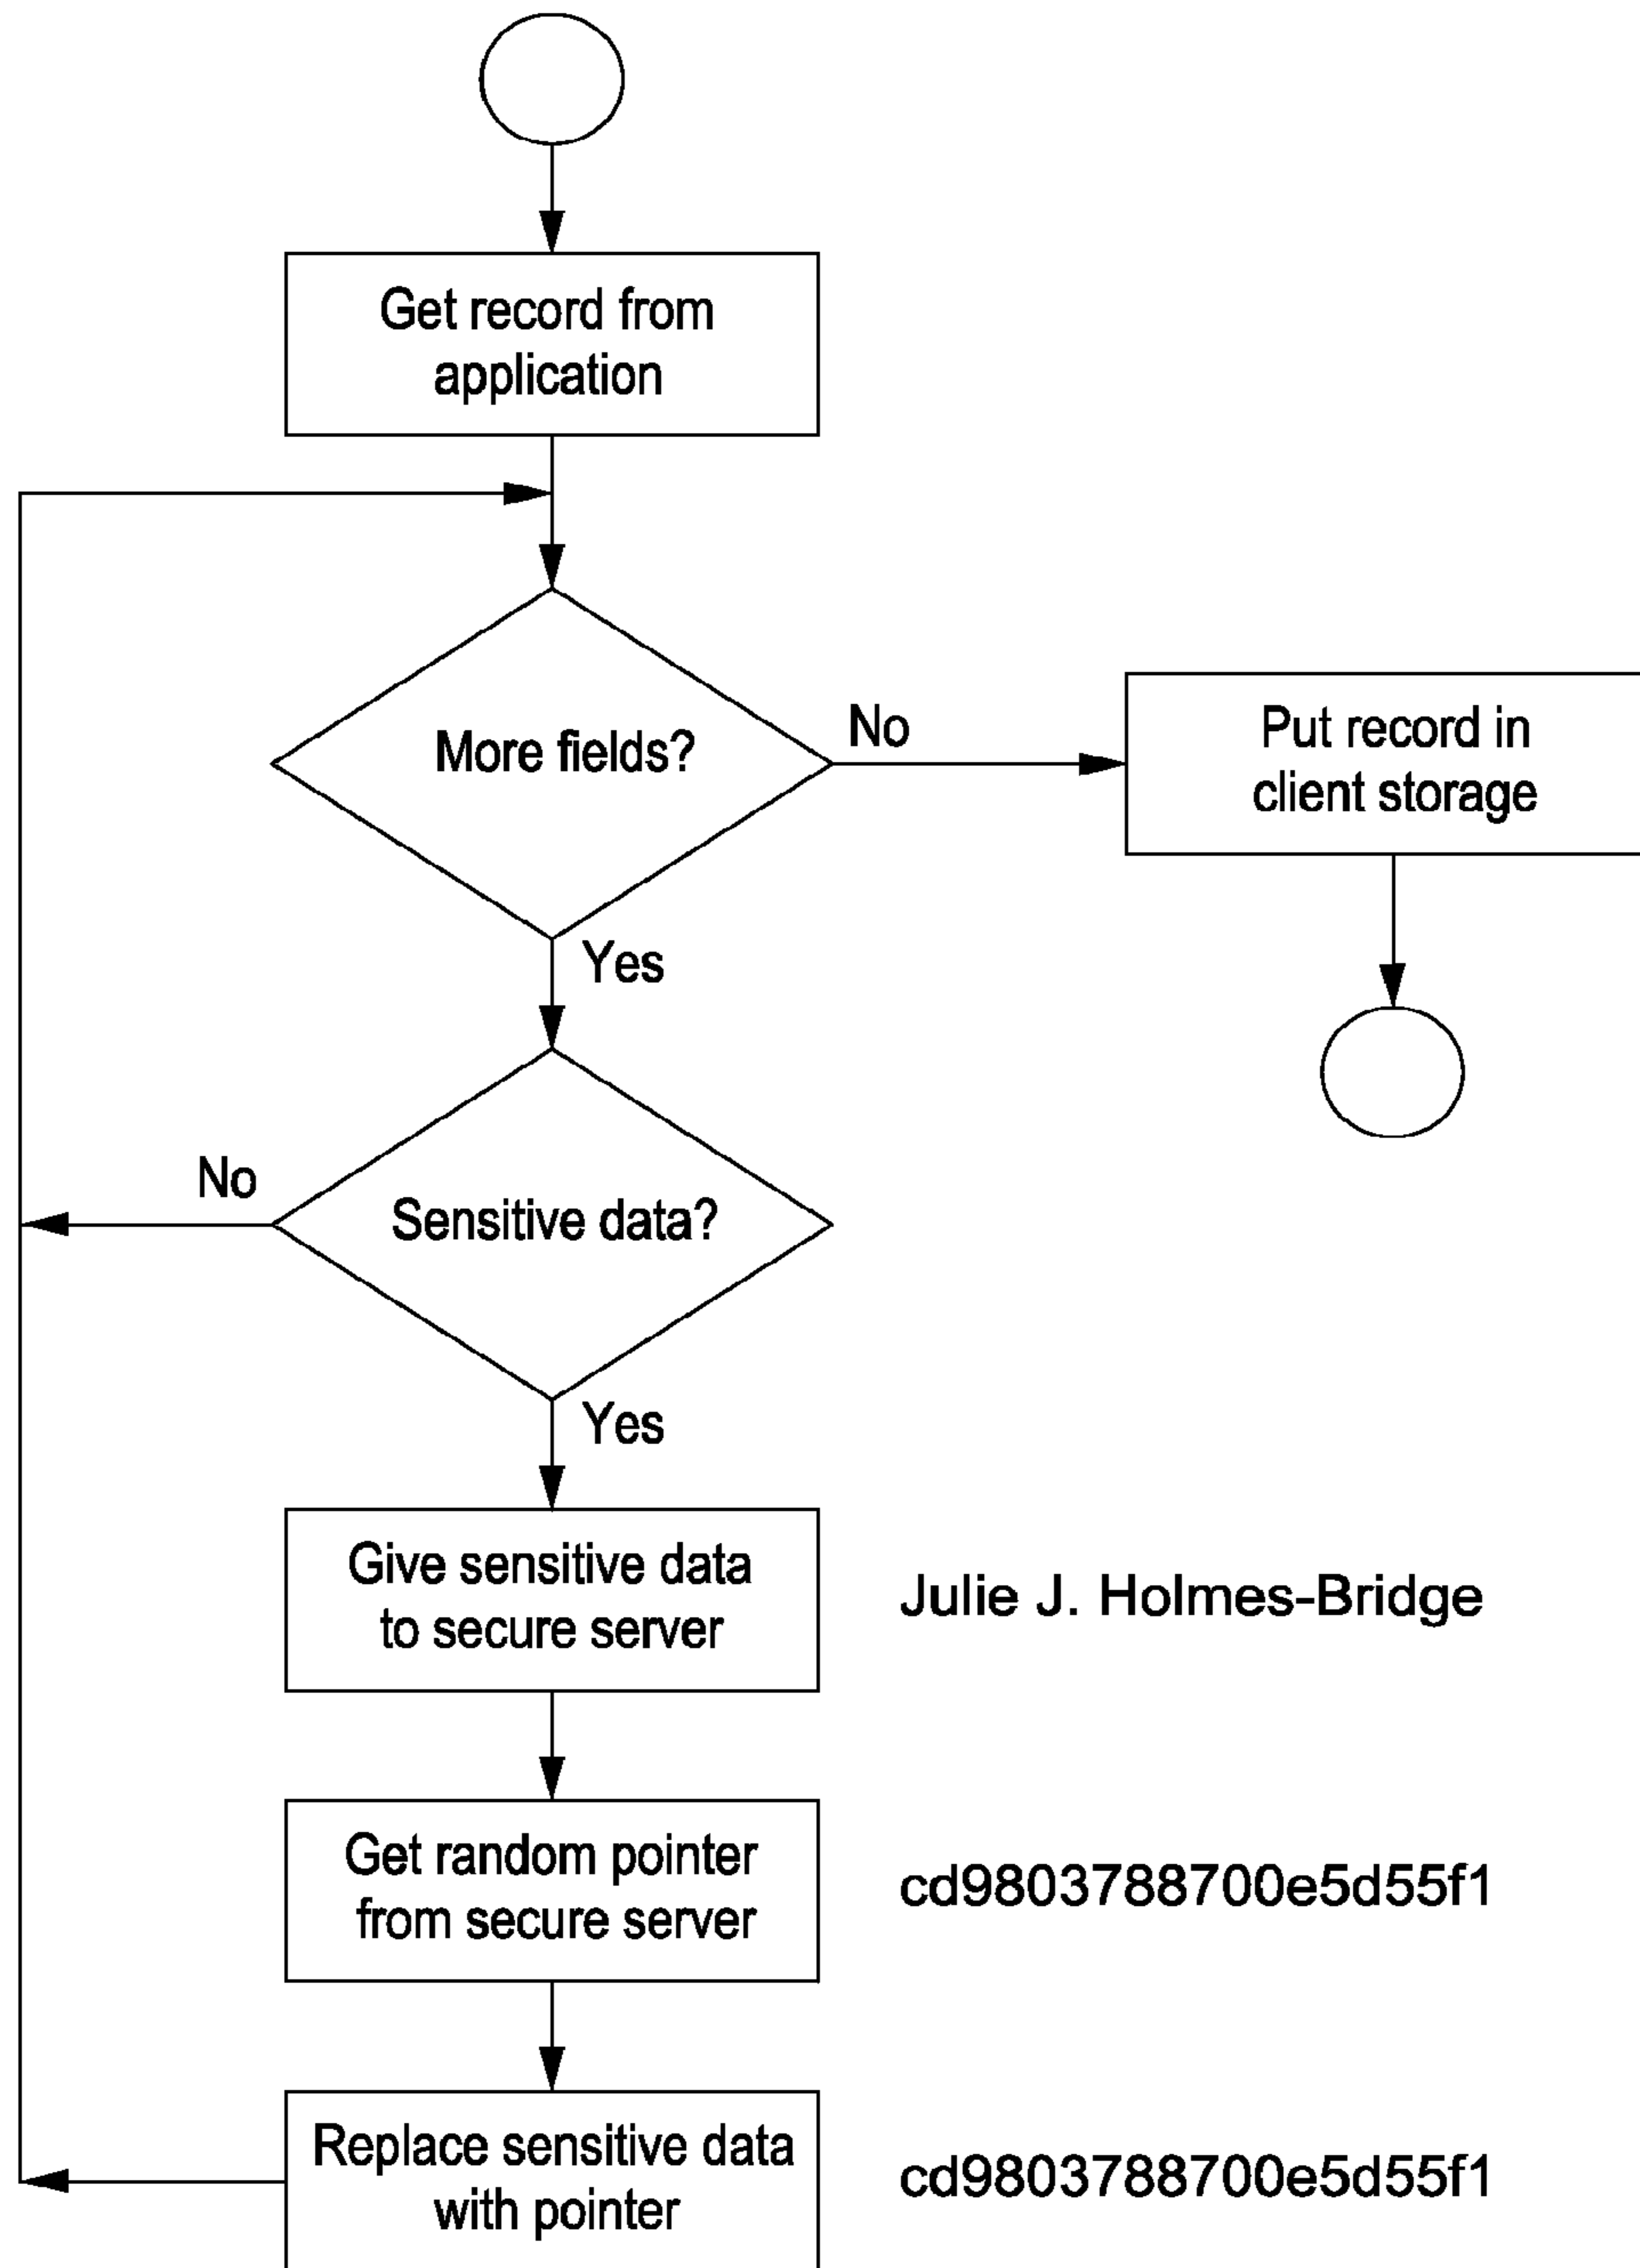 Get record from
application
More fields?
No
Put record in
client storage
Yes
Sensitive data?
No
Yes
Give sensitive data
to secure server
Julie J. Holmes-Bridge
Get random pointer
from secure server
cd9803788700e5d55f1
Replace sensitive data
with pointer
cd9803788700e5d55f1